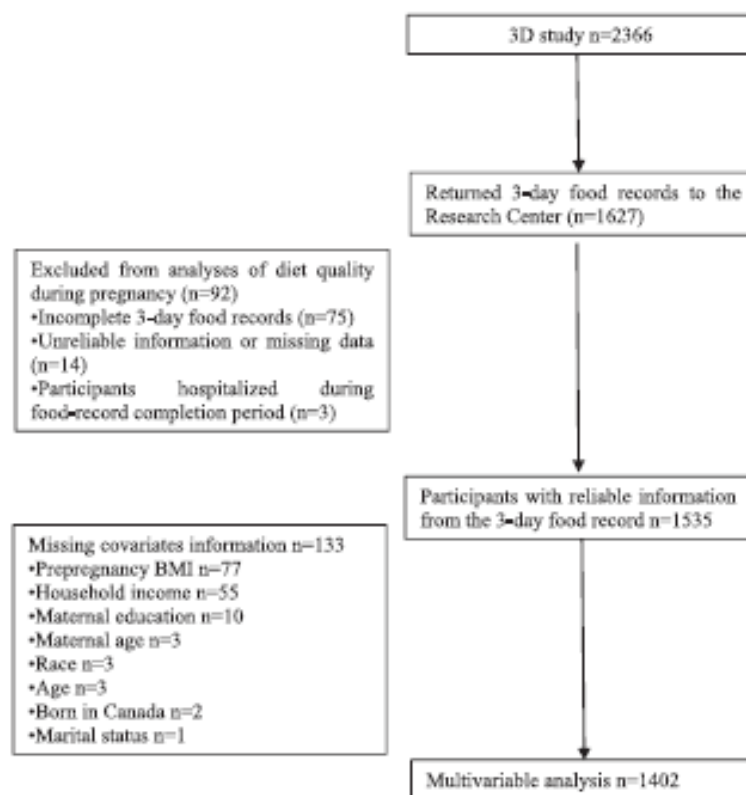 3D study n=2366
Returned 3-day food records to the
Research Center (n=1627)
Excluded from analyses of diet quality
during pregnancy (n=92)
•Incomplete 3-day food records (n=75)
•Unreliable information or missing data
(n=14)
•Participants hospitalized during
food-record completion period (n=3)
Participants with reliable information
from the 3-day food record n=1535
Missing covariates information n=133
•Prepregnancy BMI n=77
•Household income n=55
•Maternal education n=10
•Maternal age n=3
•Race n=3
•Age n=3
•Born in Canada n=2
•Marital status n=1
Multivariable analysis n=1402